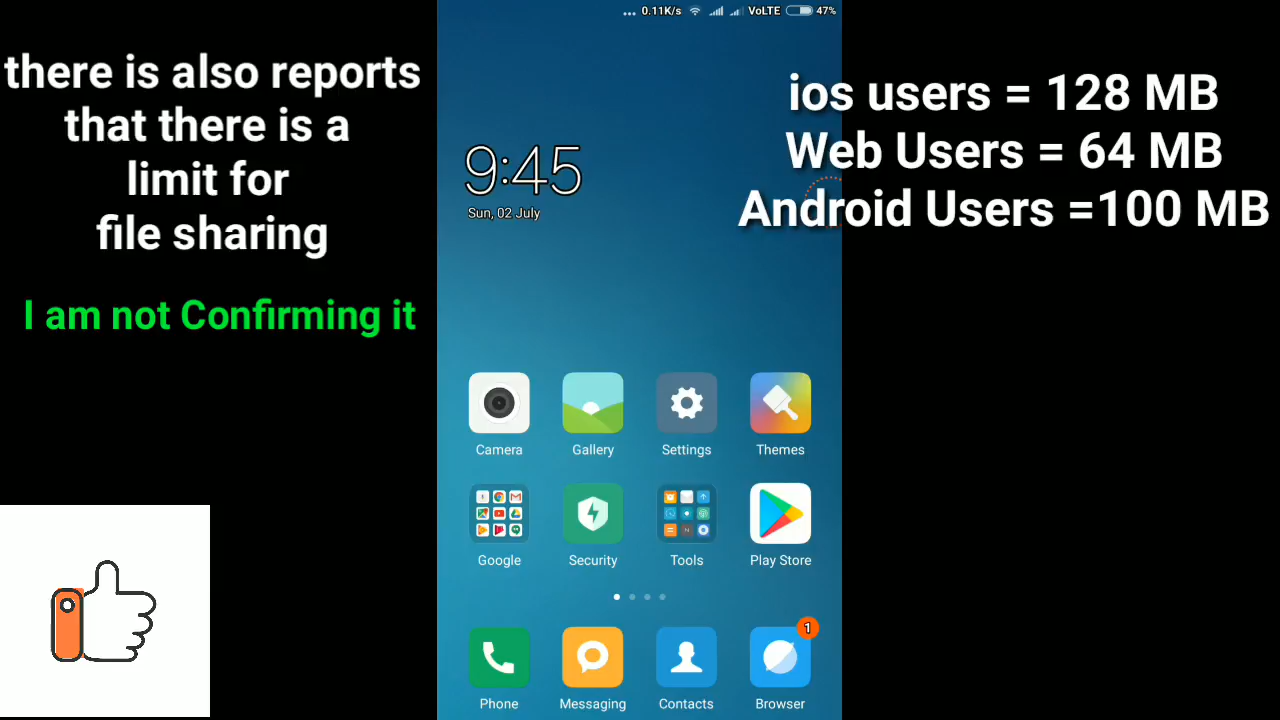 there is also reports
that there is a
limit for
file sharing
I am not Confirming it
... 0.11K/s VoLTE 47%
9:45
Sun, 02 July
ios users = 128 MB
Web Users = 64 MB
Android Users =100 MB
Camera Gallery Settings Themes
Google Security Tools Play Store
1
Phone Messaging Contacts Browser